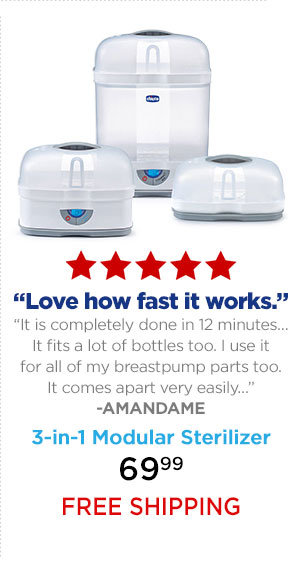 chicco
“Love how fast it works.”
“It is completely done in 12 minutes...
It fits a lot of bottles too. I use it
for all of my breastpump parts too.
It comes apart very easily...”
-AMANDAME
3-in-1 Modular Sterilizer
69⁹⁹
FREE SHIPPING